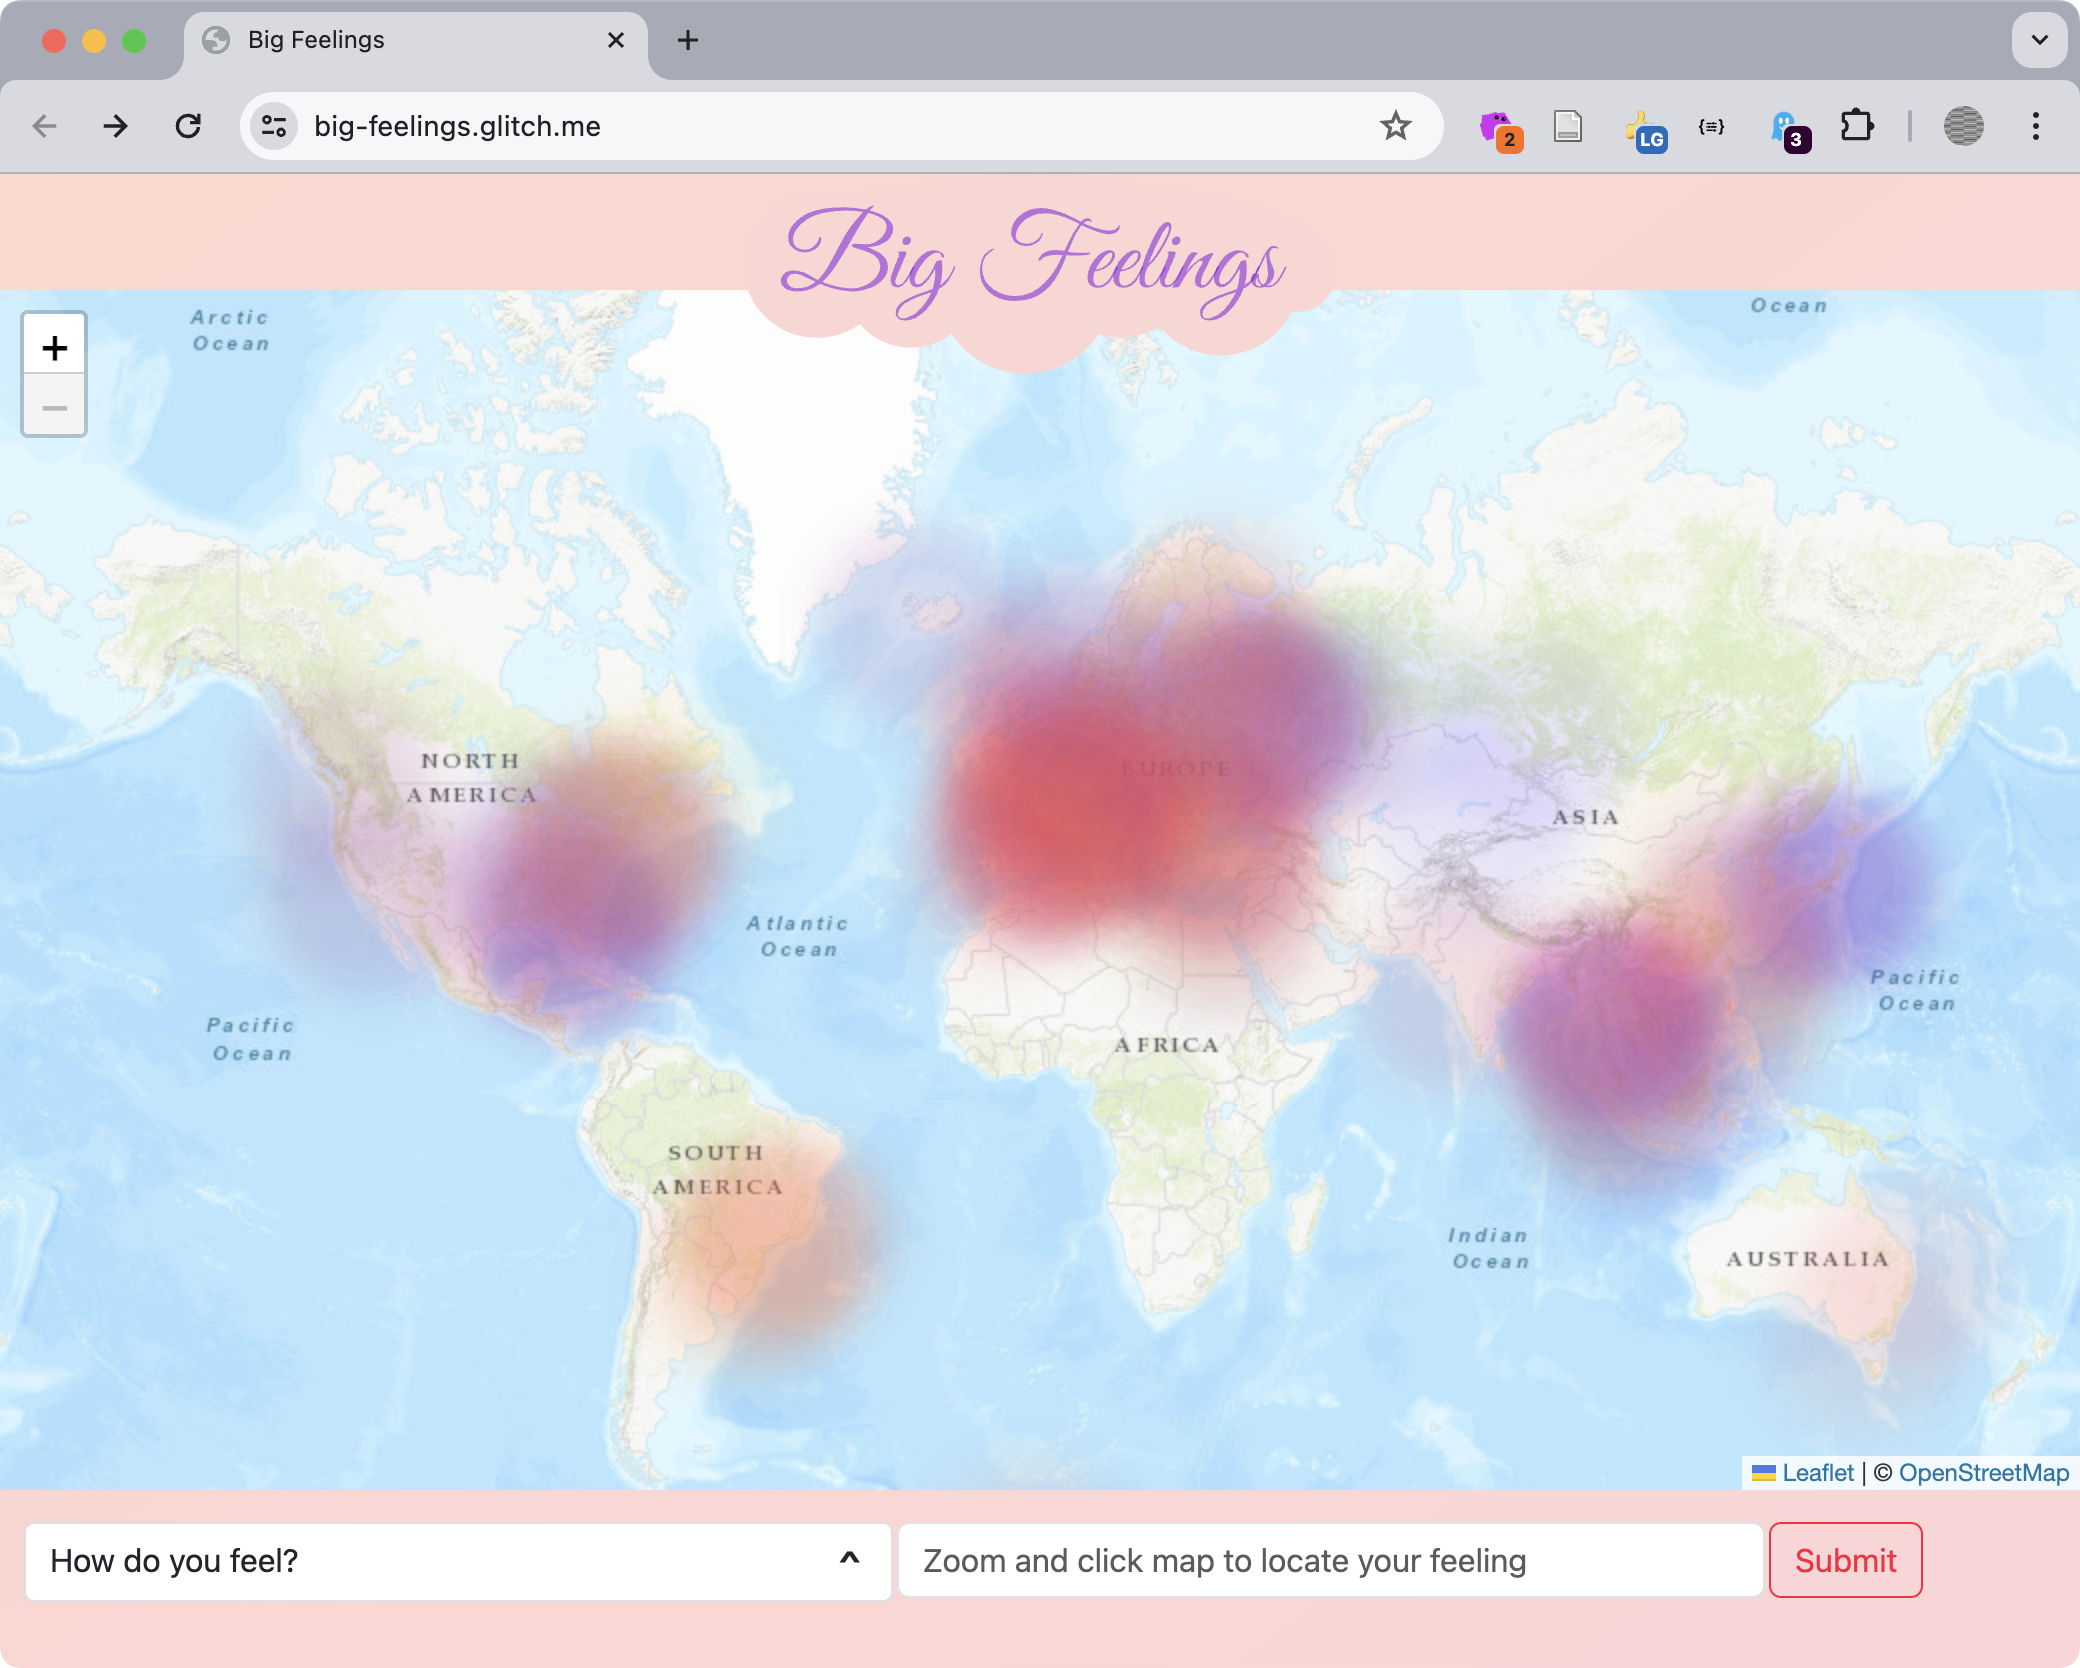 Big Feelings
big-feelings.glitch.me
2
LG
3
Big Feelings
Arctic
Ocean
Ocean
+
−
NORTH
AMERICA
EUROPE
ASIA
Atlantic
Ocean
Pacific
Ocean
Pacific
Ocean
AFRICA
SOUTH
AMERICA
Indian
Ocean
AUSTRALIA
Leaflet | © OpenStreetMap
How do you feel?
Zoom and click map to locate your feeling
Submit